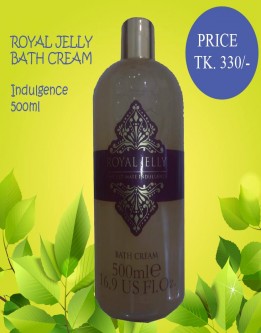 ROYAL JELLY
BATH CREAM
Indulgence
500ml
PRICE
TK. 330/-
ROYAL JELLY
BATH CREAM
500ml e
16.9 US FL Oz.